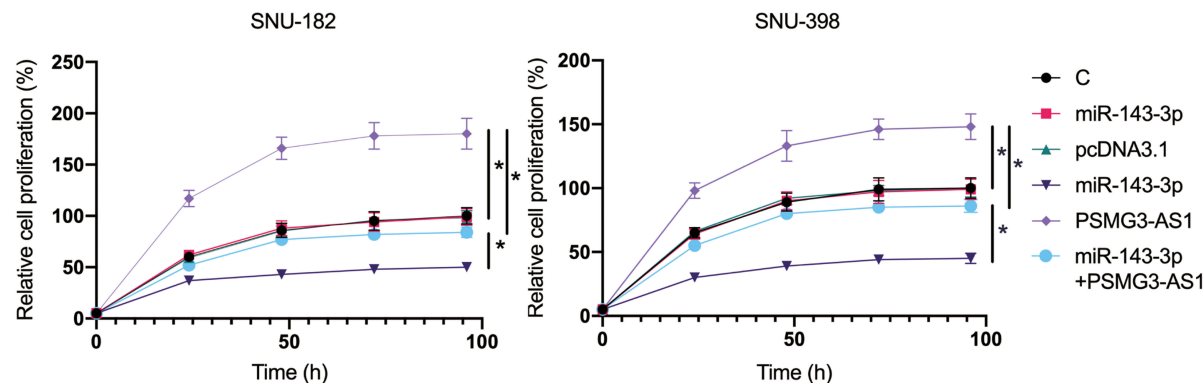 SNU-182
SNU-398
Relative cell proliferation (%)
250
200
150
100
50
0
0
50
100
Time (h)
*
*
*
Relative cell proliferation (%)
200
150
100
50
0
0
50
100
Time (h)
*
*
*
C
miR-143-3p
pcDNA3.1
miR-143-3p
PSMG3-AS1
miR-143-3p
+PSMG3-AS1